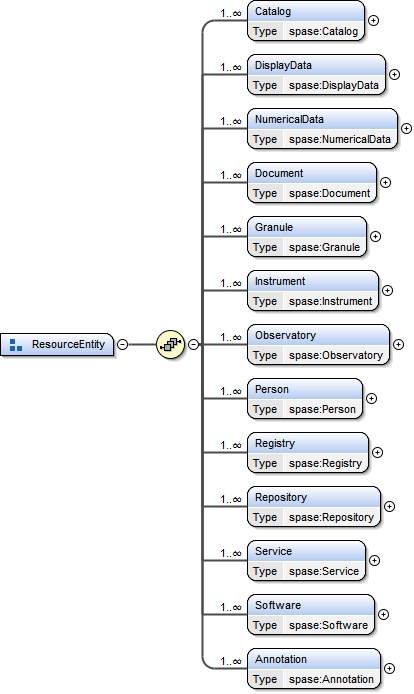 1..∞
Catalog
Type spase:Catalog
1..∞
DisplayData
Type spase:DisplayData
1..∞
NumericalData
Type spase:NumericalData
1..∞
Document
Type spase:Document
1..∞
Granule
Type spase:Granule
1..∞
Instrument
Type spase:Instrument
ResourceEntity
1..∞
Observatory
Type spase:Observatory
1..∞
Person
Type spase:Person
1..∞
Registry
Type spase:Registry
1..∞
Repository
Type spase:Repository
1..∞
Service
Type spase:Service
1..∞
Software
Type spase:Software
1..∞
Annotation
Type spase:Annotation